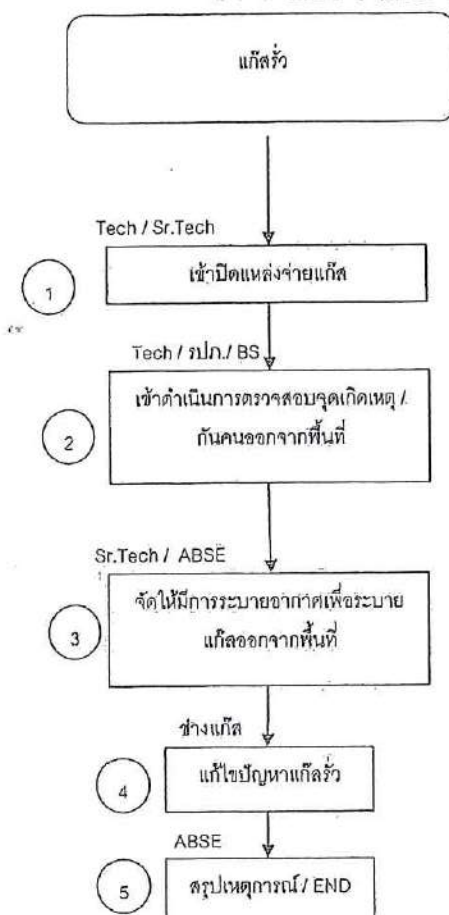 แก๊สรั่ว
Tech / Sr.Tech
1
เข้าปิดแหล่งจ่ายแก๊ส
Tech / รปภ./ BS
2
เข้าดำเนินการตรวจสอบจุดเกิดเหตุ /
กันคนออกจากพื้นที่
Sr.Tech / ABSE
3
จัดให้มีการระบายอากาศเพื่อระบาย
แก๊สออกจากพื้นที่
ช่างแก๊ส
4
แก้ไขปัญหาแก๊สรั่ว
ABSE
5
สรุปเหตุการณ์ / END